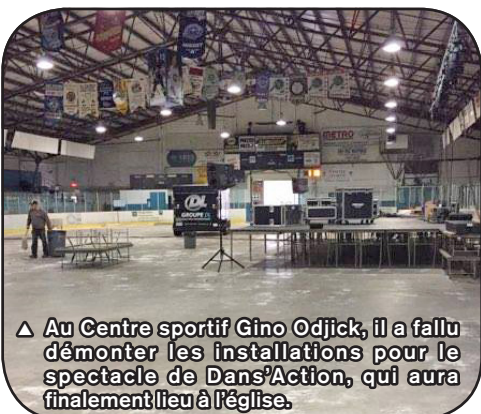 METRO
DL
GROUPE DL
▲ Au Centre sportif Gino Odjick, il a fallu
démonter les installations pour le
spectacle de Dans'Action, qui aura
finalement lieu à l'église.